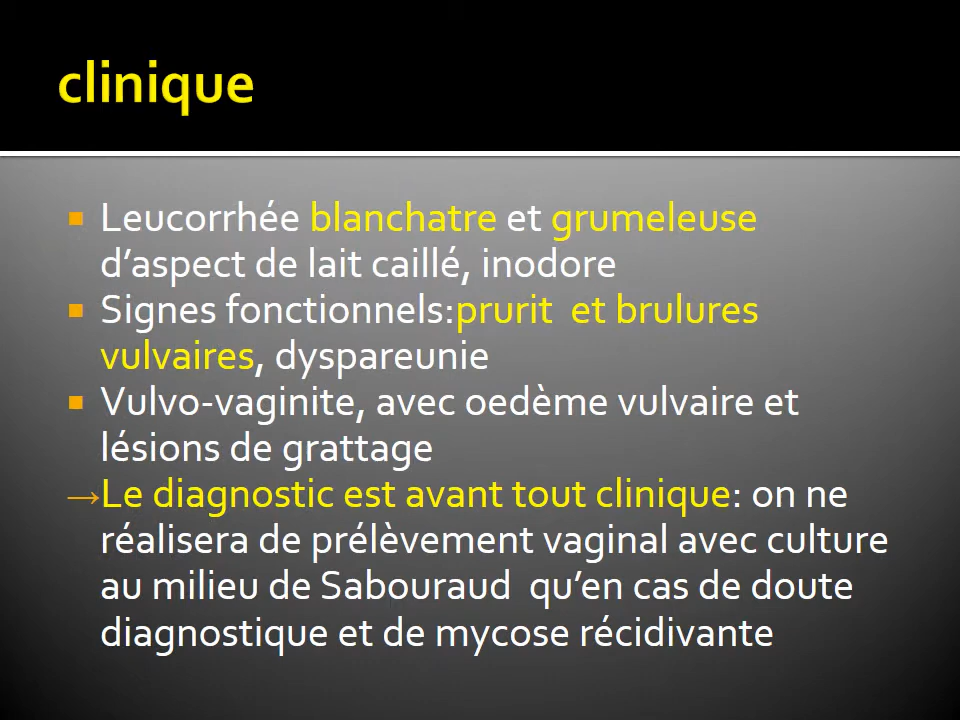 clinique
▪ Leucorrhée blanchatre et grumeleuse
d’aspect de lait caillé, inodore
▪ Signes fonctionnels:prurit  et brulures
vulvaires, dyspareunie
▪ Vulvo-vaginite, avec oedème vulvaire et
lésions de grattage
→Le diagnostic est avant tout clinique: on ne
réalisera de prélèvement vaginal avec culture
au milieu de Sabouraud  qu’en cas de doute
diagnostique et de mycose récidivante